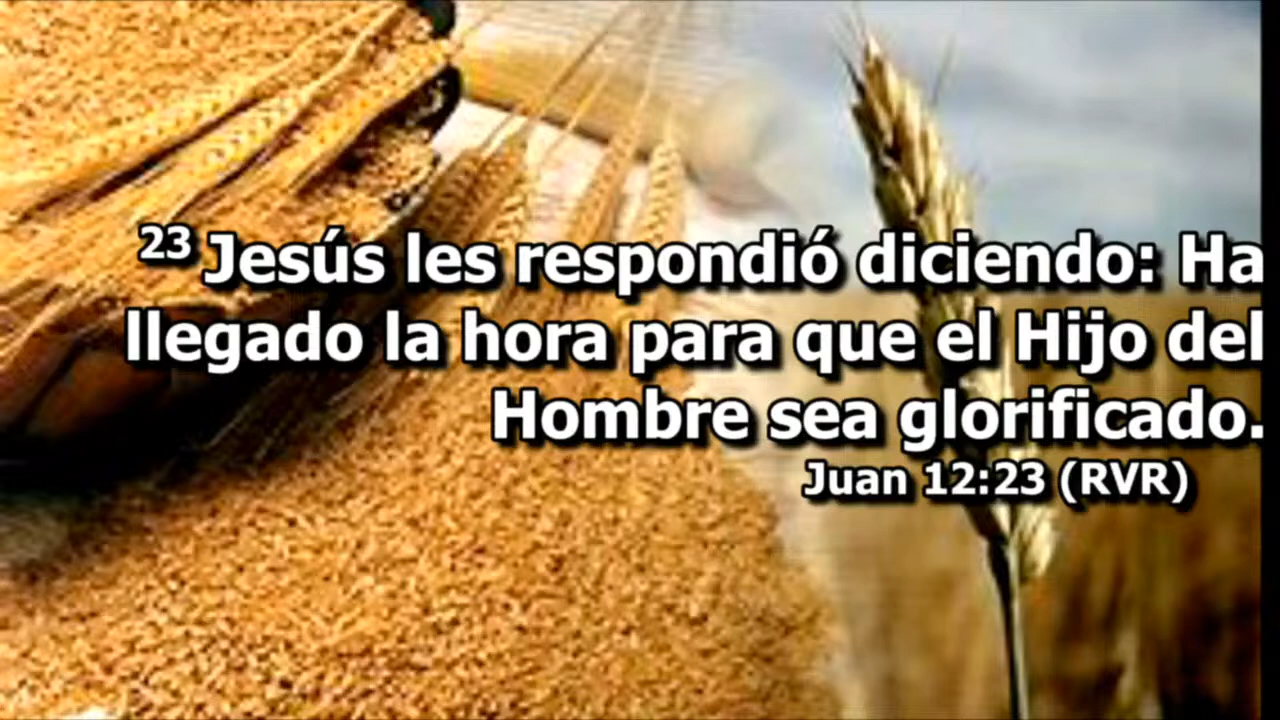 23 Jesús les respondió diciendo: Ha
llegado la hora para que el Hijo del
Hombre sea glorificado.
Juan 12:23 (RVR)